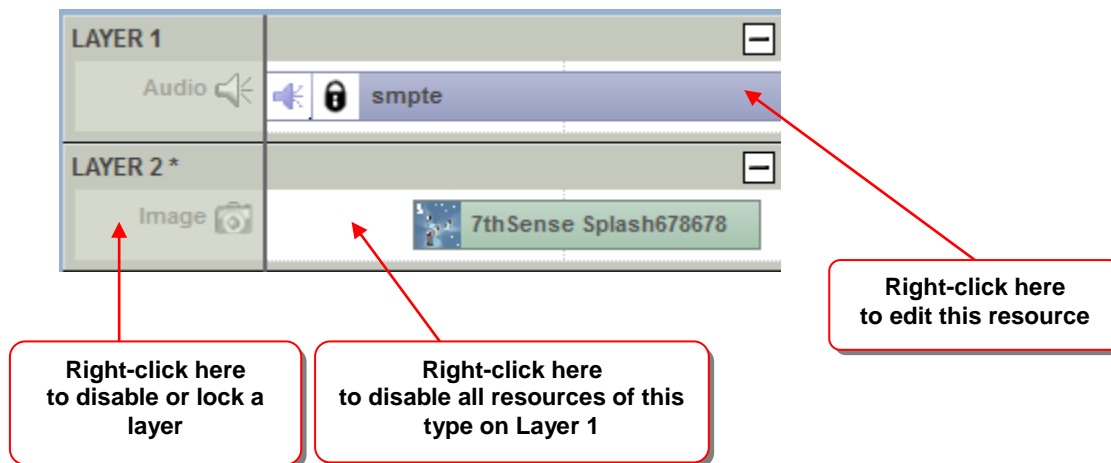 LAYER 1
Audio
smpte
LAYER 2 *
Image
7thSense Splash678678
Right-click here
to edit this resource
Right-click here
to disable or lock a
layer
Right-click here
to disable all resources of this
type on Layer 1